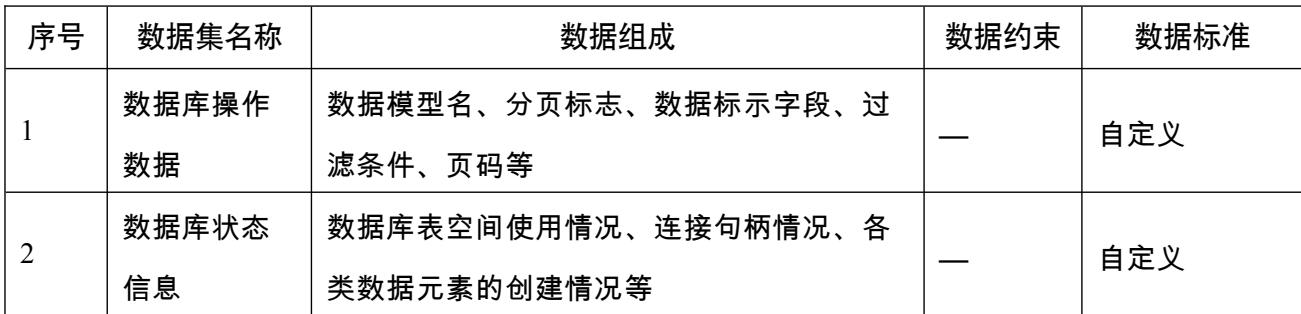 序号 数据集名称 数据组成 数据约束 数据标准
1 数据库操作数据 数据模型名、分页标志、数据标示字段、过滤条件、页码等 — 自定义
2 数据库状态信息 数据库表空间使用情况、连接句柄情况、各类数据元素的创建情况等 — 自定义